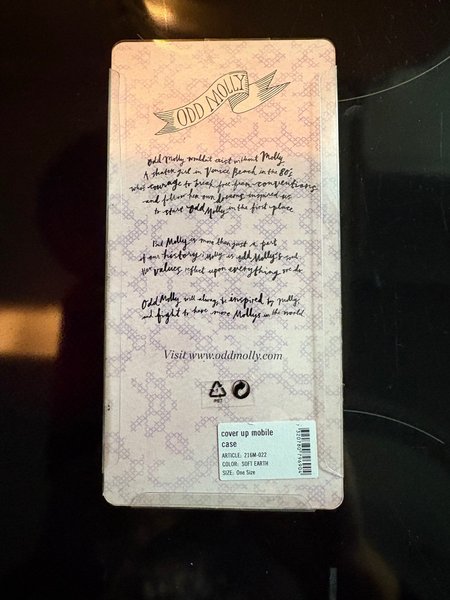 ODD MOLLY
Odd Molly wouldn't exist without Molly.
A skater girl in Venice Beach in the 80's
who's courage to break free from conventions
and follow her own dreams inspired us
to start Odd Molly in the first place
But Molly is more than just a part
of our history; Molly is Odd Molly's soul.
Her values reflect upon everything we do
Odd Molly will always be inspired by Molly
and fight to have more Mollys in the world
Visit www.oddmolly.com
PET
cover up mobile
case
ARTICLE: 216M-022
COLOR: SOFT EARTH
SIZE: One Size